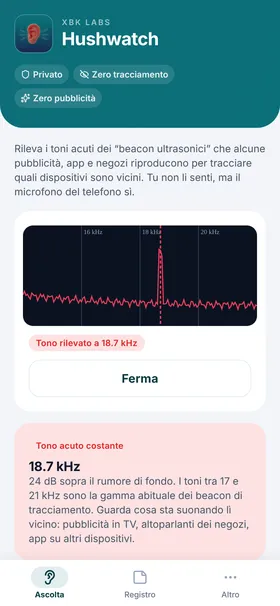 XBK LABS
Hushwatch
Privato
Zero tracciamento
Zero pubblicità
Rileva i toni acuti dei “beacon ultrasonici” che alcune
pubblicità, app e negozi riproducono per tracciare
quali dispositivi sono vicini. Tu non li senti, ma il
microfono del telefono sì.
16 kHz
18 kHz
20 kHz
Tono rilevato a 18.7 kHz
Ferma
Tono acuto costante
18.7 kHz
24 dB sopra il rumore di fondo. I toni tra 17 e
21 kHz sono la gamma abituale dei beacon di
tracciamento. Guarda cosa sta suonando lì
vicino: pubblicità in TV, altoparlanti dei negozi,
app su altri dispositivi.
Ascolta
Registro
Altro